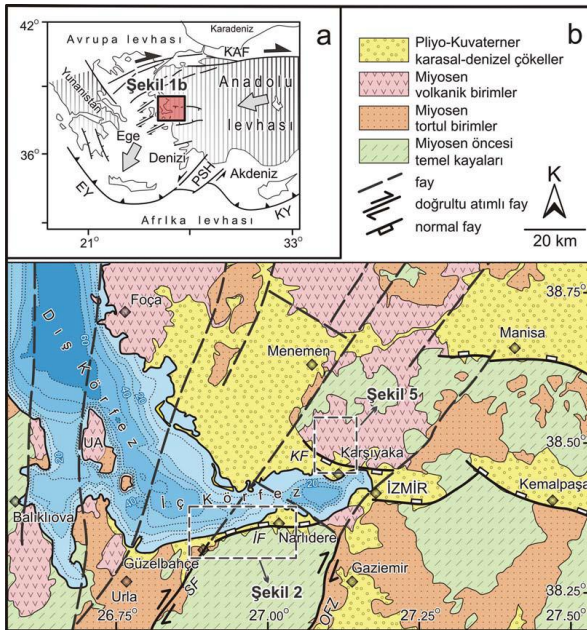 42°
Karadeniz
a
Avrupa levhası
KAF
Yunanistan
Anadolu
levhası
Şekil 1b
Ege
Denizi
36°
PSH
Akdeniz
EY
KY
Afrika levhası
21°
33°
Pliyo-Kuvaterner
karasal-denizel çökeller
Miyosen
volkanik birimler
Miyosen
tortul birimler
Miyosen öncesi
temel kayaları
b
fay
doğrultu atımlı fay
normal fay
K
20 km
38.75°
Foça
Dış Körfez
Manisa
Menemen
Şekil 5
38.50°
UA
KF
Karşıyaka
İç Körfez
İZMİR
Kemalpaşa
Balıklıova
İF
Narlıdere
Güzelbahçe
Gaziemir
SF
Şekil 2
Urla
OFZ
38.25°
26.75°
27.00°
27.25°
27.50°